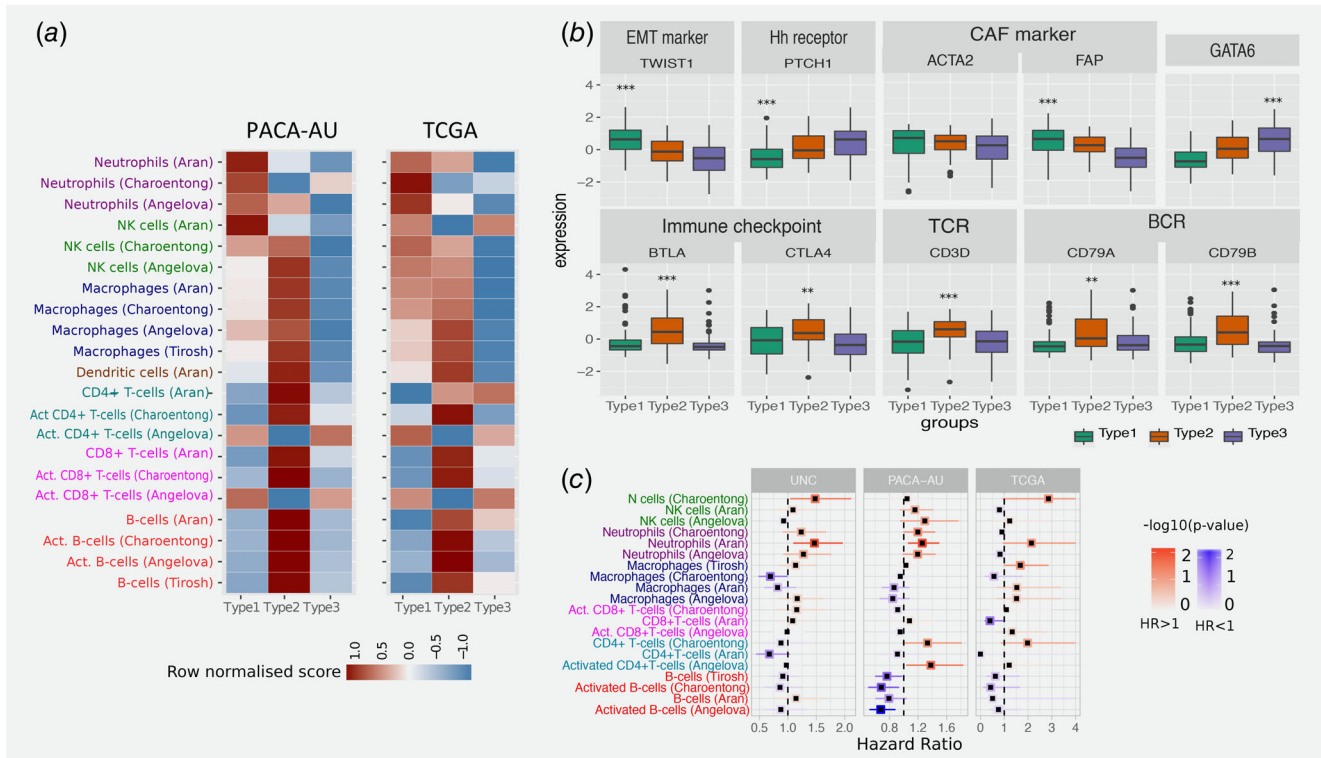 (a)
PACA-AU TCGA
Neutrophils (Aran)
Neutrophils (Charoentong)
Neutrophils (Angelova)
NK cells (Aran)
NK cells (Charoentong)
NK cells (Angelova)
Macrophages (Aran)
Macrophages (Charoentong)
Macrophages (Angelova)
Macrophages (Tirosh)
Dendritic cells (Aran)
CD4+ T-cells (Aran)
Act CD4+ T-cells (Charoentong)
Act. CD4+ T-cells (Angelova)
CD8+ T-cells (Aran)
Act. CD8+ T-cells (Charoentong)
Act. CD8+ T-cells (Angelova)
B-cells (Aran)
Act. B-cells (Charoentong)
Act. B-cells (Angelova)
B-cells (Tirosh)
Type1 Type2 Type3 Type1 Type2 Type3
Row normalised score
1.0 0.5 0.0 −0.5 −1.0
(b)
EMT marker Hh receptor CAF marker GATA6
TWIST1 PTCH1 ACTA2 FAP
4 2 0 −2
*** *** *** ***
expression
Immune checkpoint TCR BCR
BTLA CTLA4 CD3D CD79A CD79B
4 2 0 −2
*** ** *** ** ***
Type1 Type2 Type3 Type1 Type2 Type3 Type1 Type2 Type3 Type1 Type2 Type3 Type1 Type2 Type3
groups
Type1 Type2 Type3
(c)
UNC PACA−AU TCGA
N cells (Charoentong)
NK cells (Aran)
NK cells (Angelova)
Neutrophils (Charoentong)
Neutrophils (Aran)
Neutrophils (Angelova)
Macrophages (Tirosh)
Macrophages (Charoentong)
Macrophages (Aran)
Macrophages (Angelova)
Act. CD8+ T-cells (Charoentong)
CD8+T-cells (Aran)
Act. CD8+T-cells (Angelova)
CD4+ T-cells (Charoentong)
CD4+T-cells (Aran)
Activated CD4+T-cells (Angelova)
B-cells (Tirosh)
Activated B-cells (Charoentong)
B-cells (Aran)
Activated B-cells (Angelova)
0.5 1.0 1.5 2.0 0.8 1.2 1.6 0 1 2 3 4
Hazard Ratio
-log10(p-value)
2 2
1 1
0 0
HR>1 HR<1